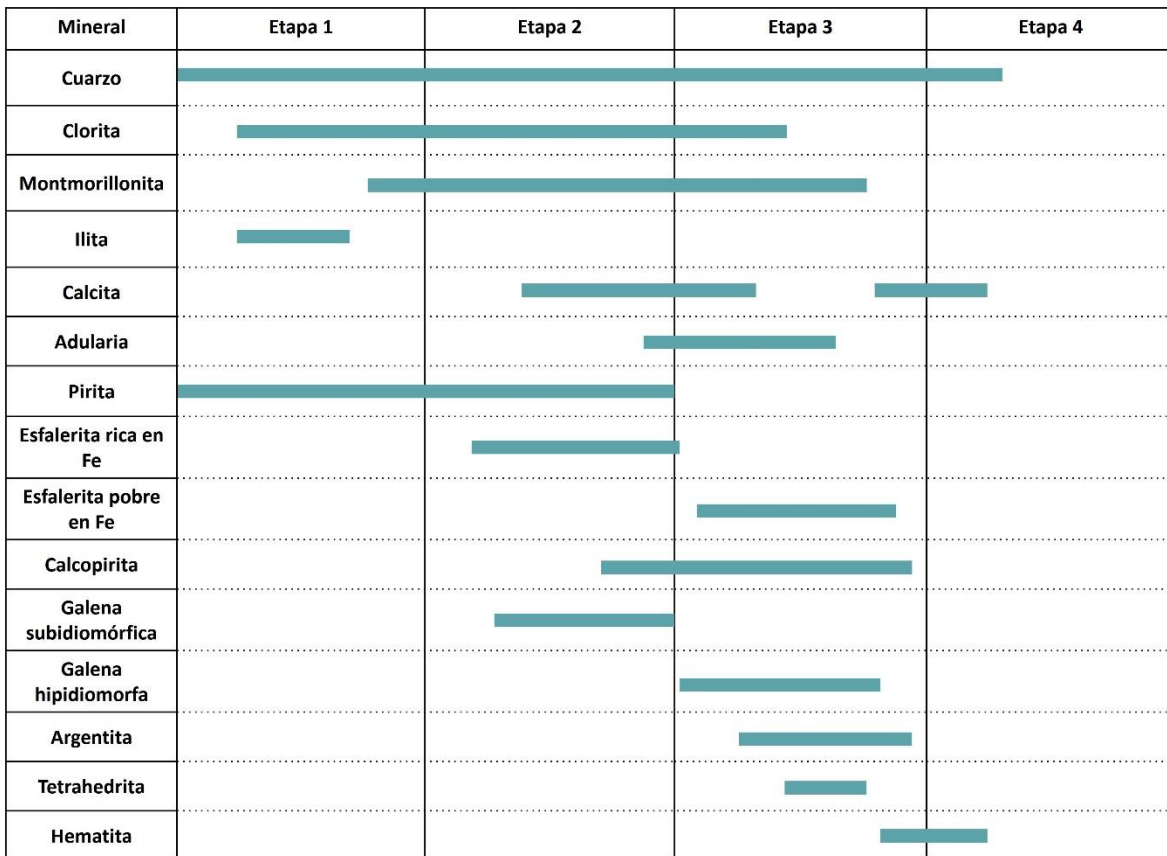 Mineral Etapa 1 Etapa 2 Etapa 3 Etapa 4
Cuarzo
Clorita
Montmorillonita
Ilita
Calcita
Adularia
Pirita
Esfalerita rica en
Fe
Esfalerita pobre
en Fe
Calcopirita
Galena
subidiomórfica
Galena
hipidiomorfa
Argentita
Tetrahedrita
Hematita